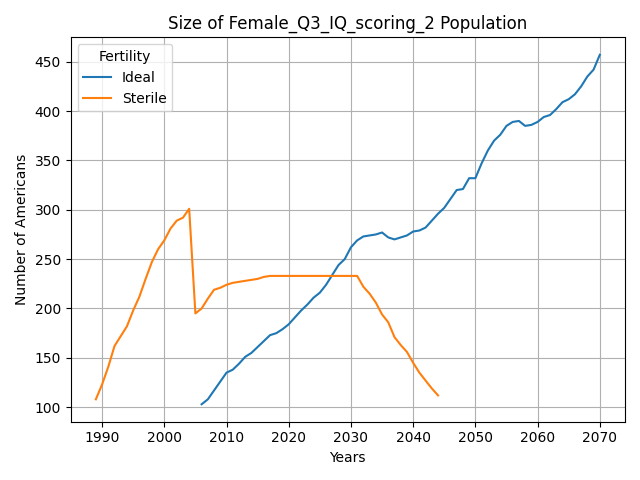 Size of Female_Q3_IQ_scoring_2 Population
Fertility
Ideal
Sterile
Number of Americans
450
400
350
300
250
200
150
100
1990 2000 2010 2020 2030 2040 2050 2060 2070
Years